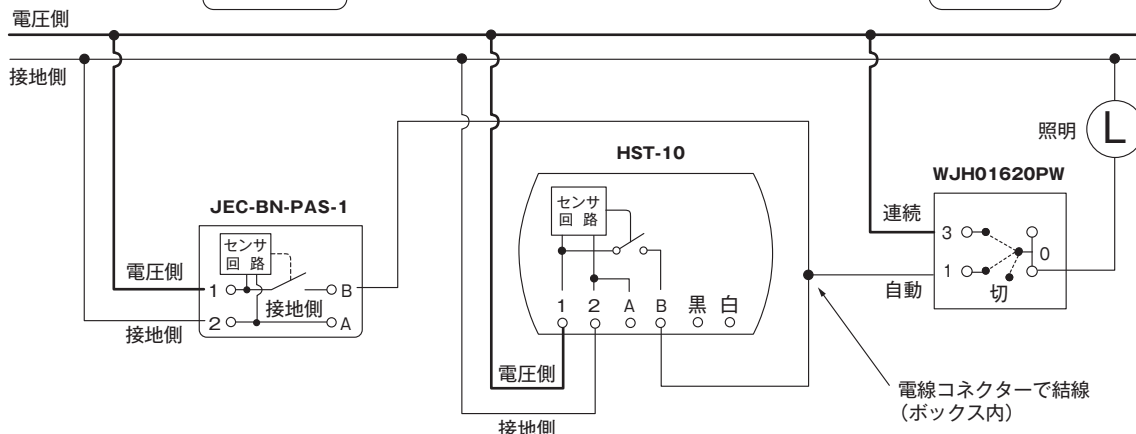 電圧側
接地側
照明
L
HST-10
WJH01620PW
センサ
回 路
JEC-BN-PAS-1
センサ
回 路
連続
3
0
1
切
自動
電圧側
1
B
接地側
2
A
接地側
1 2 A B 黒 白
電圧側
接地側
電線コネクターで結線
(ボックス内)